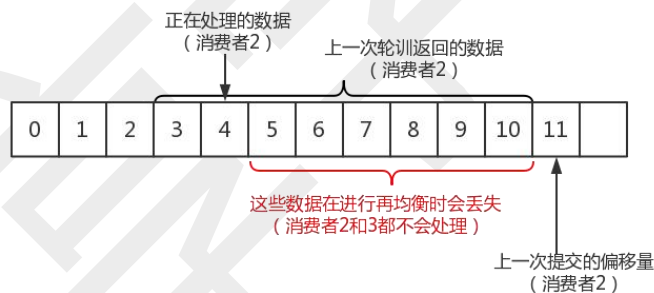 正在处理的数据
（消费者2）
上一次轮训返回的数据
（消费者2）
0 1 2 3 4 5 6 7 8 9 10 11
这些数据在进行再均衡时会丢失
（消费者2和3都不会处理）
上一次提交的偏移量
（消费者2）